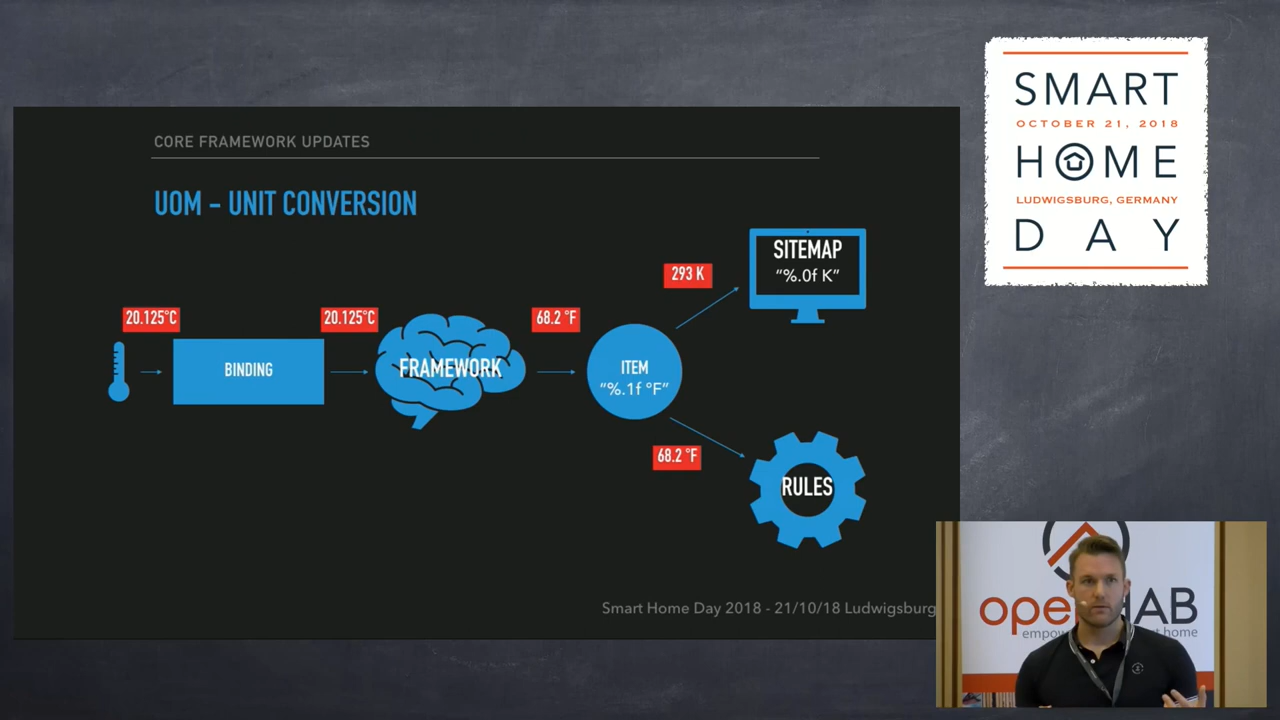 CORE FRAMEWORK UPDATES
UOM - UNIT CONVERSION
20.125°C
BINDING
20.125°C
FRAMEWORK
68.2 °F
ITEM
"%.1f °F"
293 K
SITEMAP
"%.0f K"
68.2 °F
RULES
Smart Home Day 2018 - 21/10/18 Ludwigsburg
SMART
OCTOBER 21, 2018
HOME
LUDWIGSBURG, GERMANY
DAY
openHAB
home